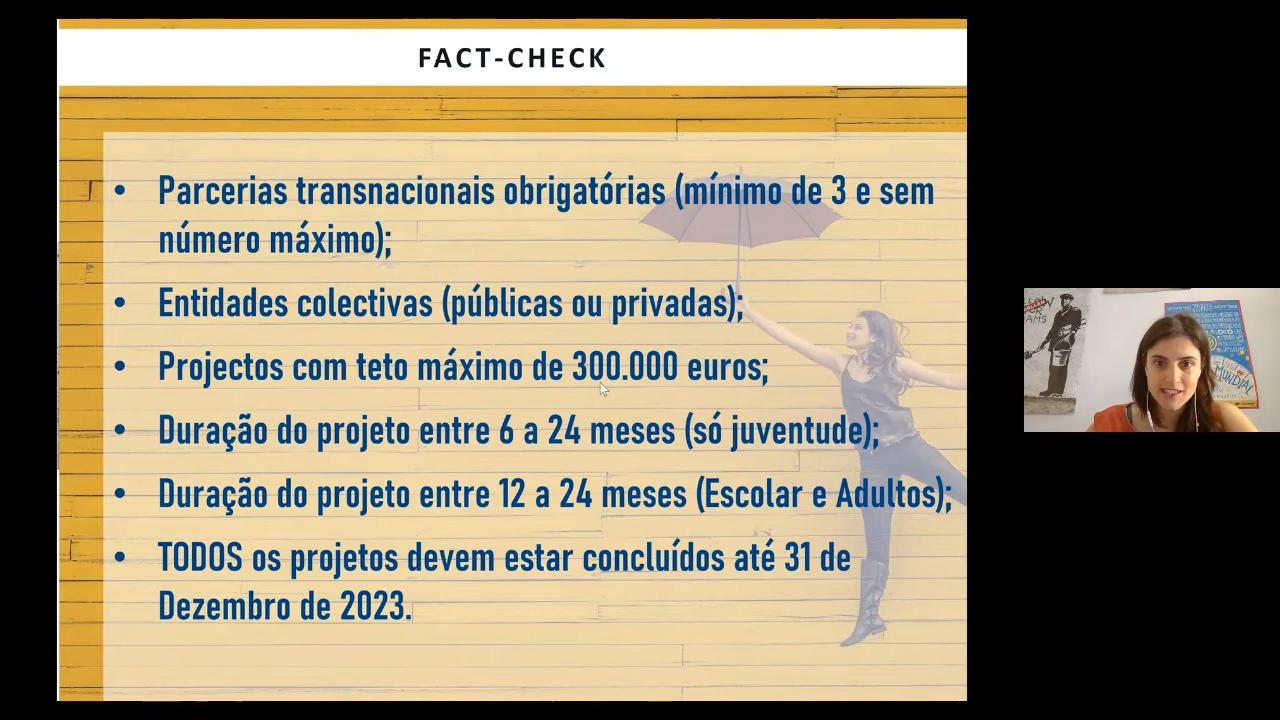 FACT-CHECK
• Parcerias transnacionais obrigatórias (mínimo de 3 e sem
número máximo);
• Entidades colectivas (públicas ou privadas);
• Projectos com teto máximo de 300.000 euros;
• Duração do projeto entre 6 a 24 meses (só juventude);
• Duração do projeto entre 12 a 24 meses (Escolar e Adultos);
• TODOS os projetos devem estar concluídos até 31 de
Dezembro de 2023.
MUNDIAL